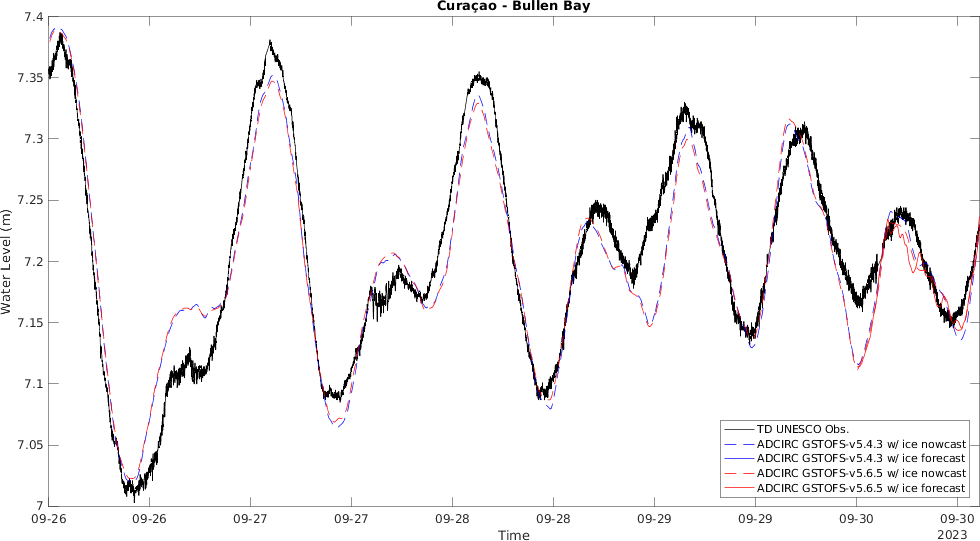 Curaçao - Bullen Bay
7.4
7.35
7.3
7.25
7.2
7.15
7.1
7.05
7
Water Level (m)
TD UNESCO Obs.
ADCIRC GSTOFS-v5.4.3 w/ ice nowcast
ADCIRC GSTOFS-v5.4.3 w/ ice forecast
ADCIRC GSTOFS-v5.6.5 w/ ice nowcast
ADCIRC GSTOFS-v5.6.5 w/ ice forecast
09-26 09-26 09-27 09-27 09-28 09-28 09-29 09-29 09-30 09-30
Time
2023